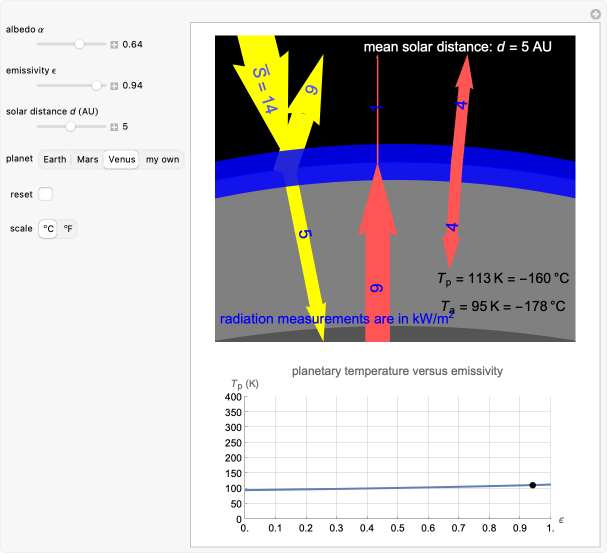 albedo α
0.64
emissivity ϵ
0.94
solar distance d (AU)
5
planet Earth Mars Venus my own
reset
scale °C °F
mean solar distance: d = 5 AU
S̅ = 14
9
1
4
5
4
6
Tp = 113 K = −160 °C
Ta = 95 K = −178 °C
radiation measurements are in kW/m²
planetary temperature versus emissivity
Tp (K)
400
350
300
250
200
150
100
50
0
0. 0.1 0.2 0.3 0.4 0.5 0.6 0.7 0.8 0.9 1.
ϵ